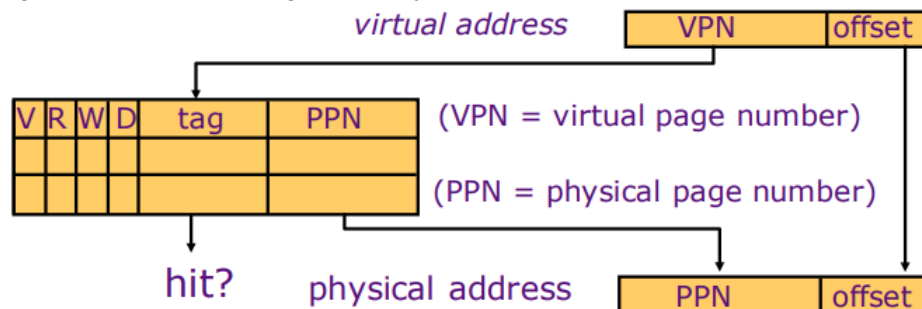 virtual address VPN offset
V R W D tag PPN (VPN = virtual page number)
(PPN = physical page number)
hit? physical address PPN offset